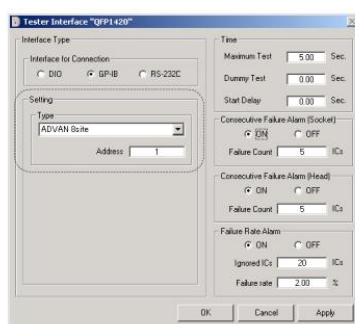 Tester Interface "QFP1420"
Interface Type
Interface for Connection
DIO
GP-IB
RS-232C
Setting
Type
ADVAN 8site
Address 1
Time
Maximum Test 5.00 Sec.
Dummy Test 0.00 Sec.
Start Delay 0.00 Sec.
Consecutive Failure Alarm (Socket)
ON OFF
Failure Count 5 ICs
Consecutive Failure Alarm (Head)
ON OFF
Failure Count 5 ICs
Failure Rate Alarm
ON OFF
Ignored ICs 20 ICs
Failure rate 2.00 %
OK Cancel Apply